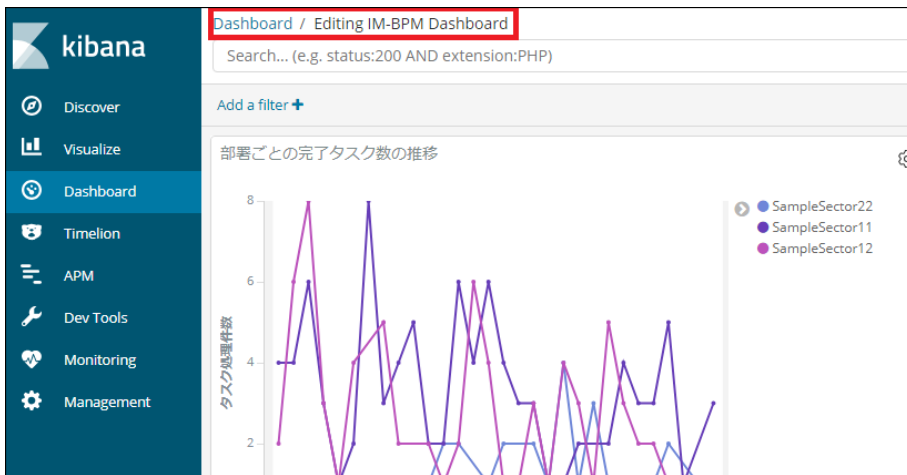 kibana
Discover
Visualize
Dashboard
Timelion
APM
Dev Tools
Monitoring
Management
Dashboard / Editing IM-BPM Dashboard
Search... (e.g. status:200 AND extension:PHP)
Add a filter +
部署ごとの完了タスク数の推移
8
6
4
2
タスク処理件数
SampleSector22
SampleSector11
SampleSector12